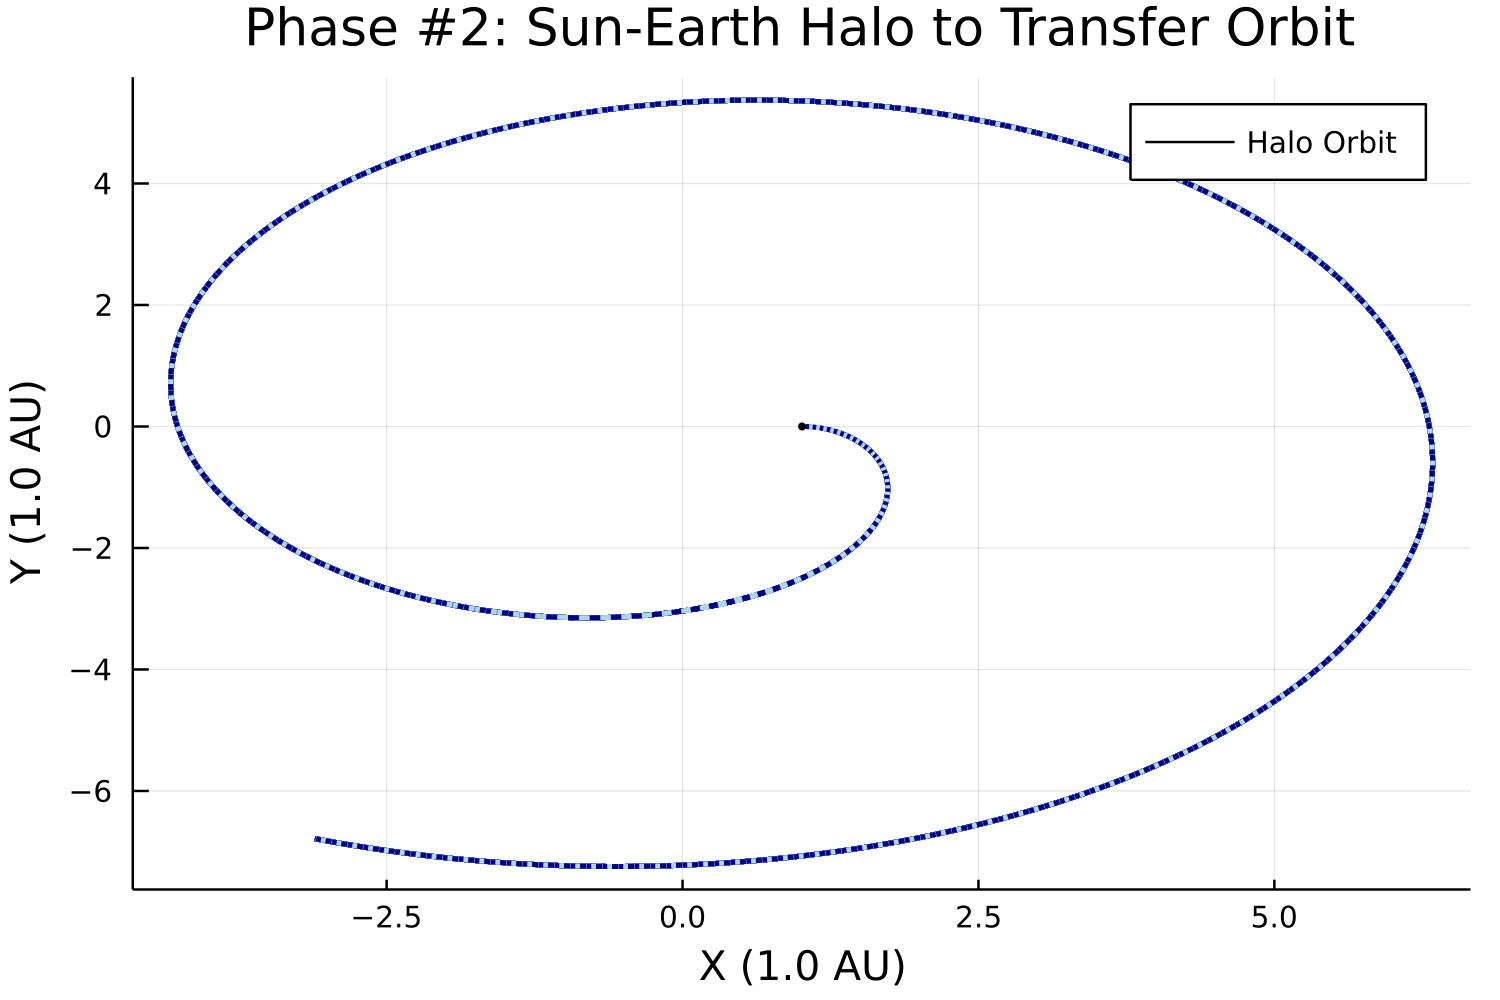 Phase #2: Sun-Earth Halo to Transfer Orbit
Halo Orbit
4
2
0
−2
−4
−6
Y (1.0 AU)
−2.5 0.0 2.5 5.0
X (1.0 AU)